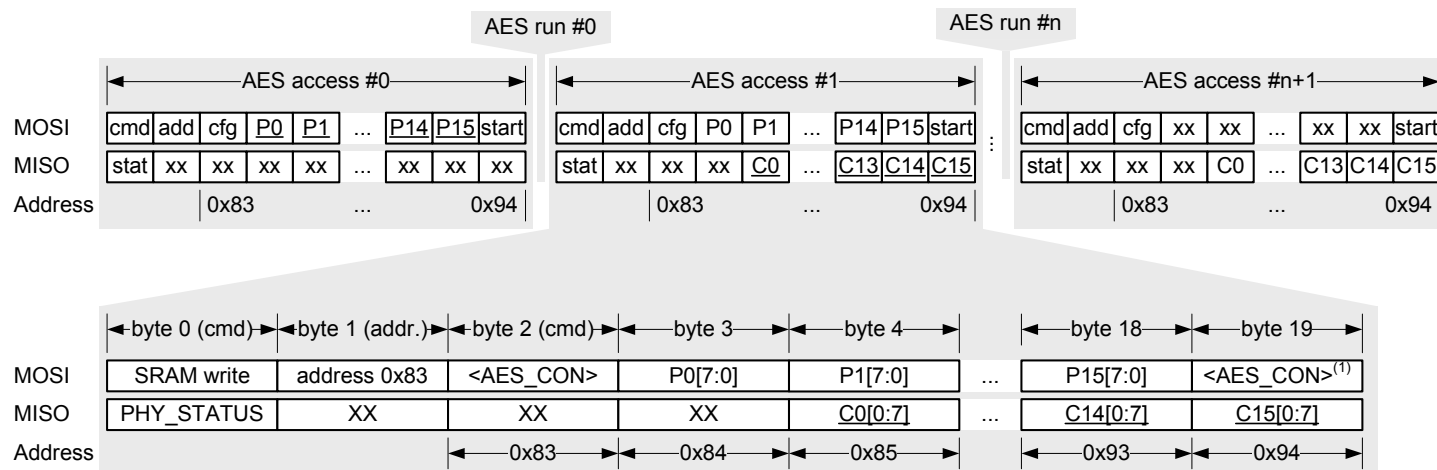 AES run #0 AES run #n
AES access #0 AES access #1 AES access #n+1
MOSI cmd add cfg P0 P1 ... P14 P15 start cmd add cfg P0 P1 ... P14 P15 start ... cmd add cfg xx xx ... xx xx start
MISO stat xx xx xx xx ... xx xx xx stat xx xx xx C0 ... C13 C14 C15 stat xx xx xx C0 ... C13 C14 C15
Address 0x83 ... 0x94 0x83 ... 0x94 0x83 ... 0x94
byte 0 (cmd) byte 1 (addr.) byte 2 (cmd) byte 3 byte 4 byte 18 byte 19
MOSI SRAM write address 0x83 <AES_CON> P0[7:0] P1[7:0] ... P15[7:0] <AES_CON>(1)
MISO PHY_STATUS XX XX XX C0[0:7] ... C14[0:7] C15[0:7]
Address 0x83 0x84 0x85 0x93 0x94